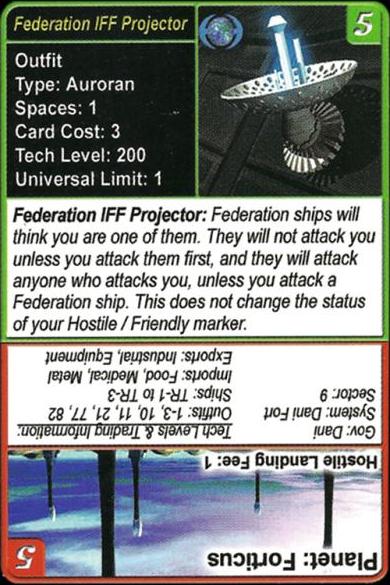 Federation IFF Projector
5
Outfit
Type: Auroran
Spaces: 1
Card Cost: 3
Tech Level: 200
Universal Limit: 1
Federation IFF Projector: Federation ships will
think you are one of them. They will not attack you
unless you attack them first, and they will attack
anyone who attacks you, unless you attack a
Federation ship. This does not change the status
of your Hostile / Friendly marker.
Planet: Forticus
5
Hostile Landing Fee: 1
Gov: Dani
System: Dani Fort
Sector: 9
Tech Levels & Trading Information:
Outfits: 1-3, 10, 11, 21, 77, 82
Ships: TR-1 to TR-3
Imports: Food, Medical, Metal
Exports: Industrial, Equipment